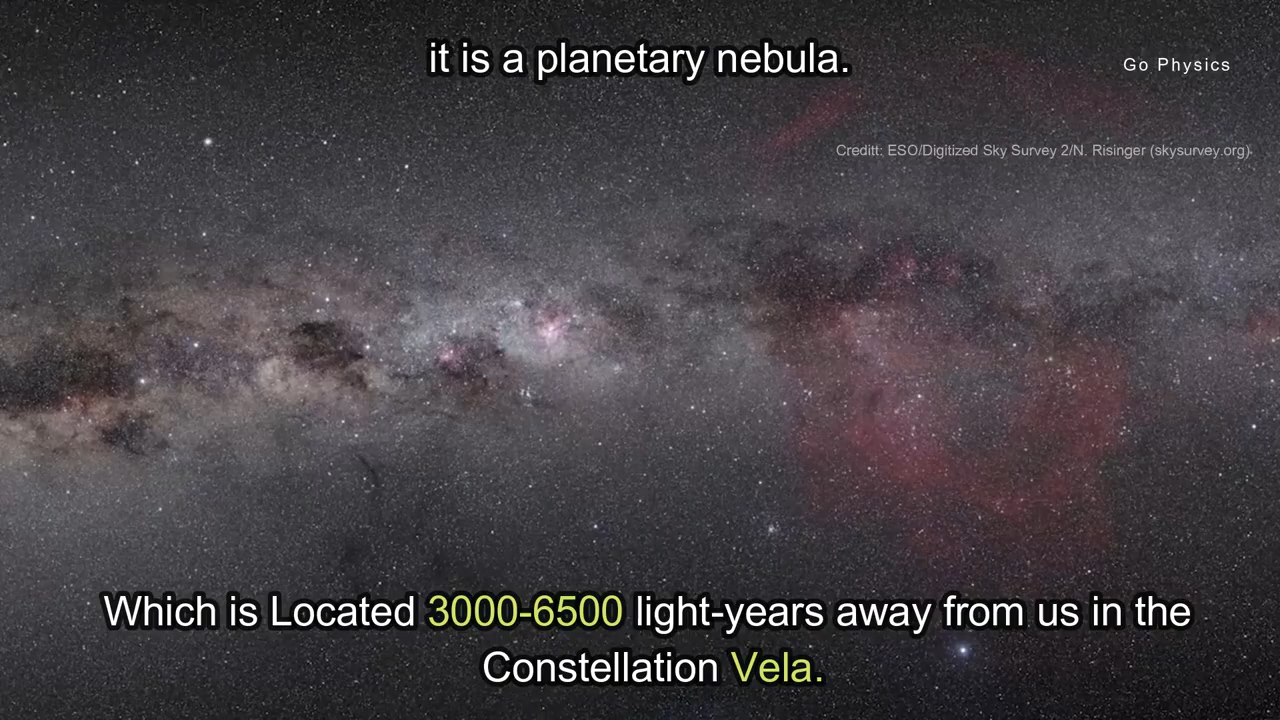 it is a planetary nebula.
Go Physics
Creditt: ESO/Digitized Sky Survey 2/N. Risinger (skysurvey.org)
Which is Located 3000-6500 light-years away from us in the
Constellation Vela.